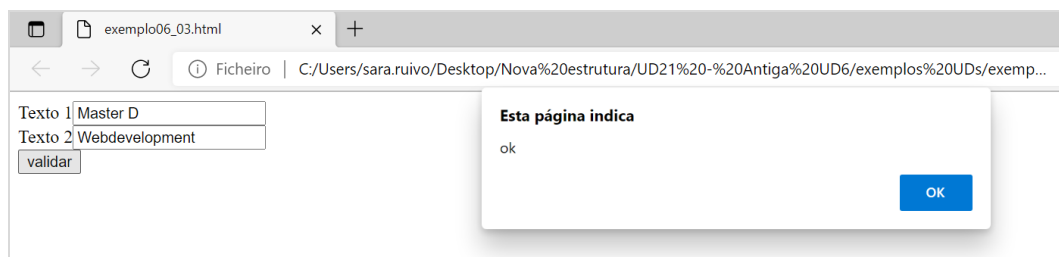 exemplo06_03.html
Ficheiro | C:/Users/sara.ruivo/Desktop/Nova%20estrutura/UD21%20-%20Antiga%20UD6/exemplos%20UDs/exemp...
Texto 1 Master D
Texto 2 Webdevelopment
validar
Esta página indica
ok
OK